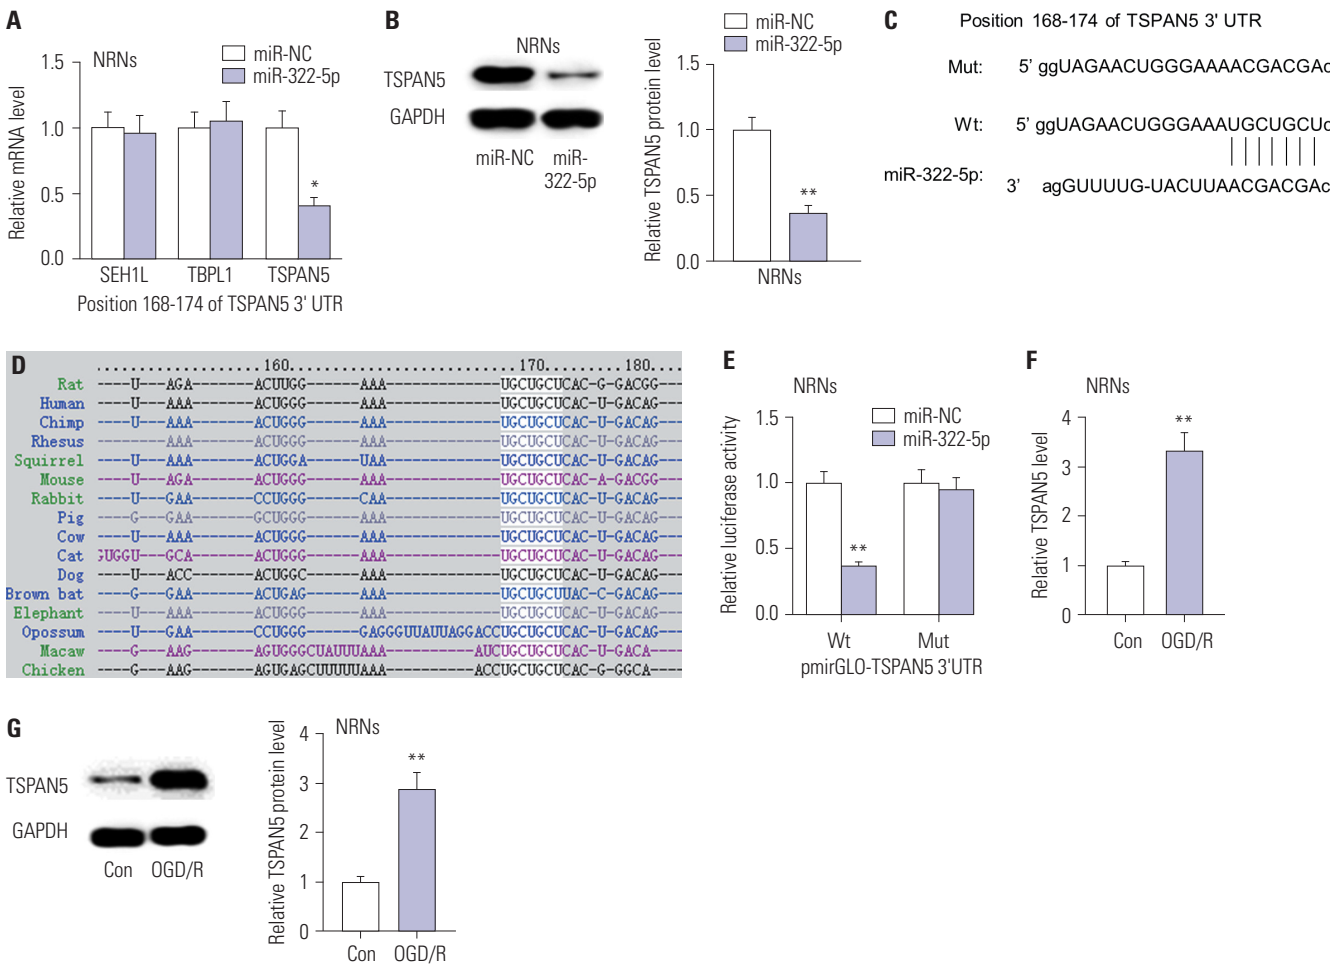 A
NRNs
miR-NC
miR-322-5p
Relative mRNA level
1.5
1.0
0.5
0.0
*
SEH1L TBPL1 TSPAN5
Position 168-174 of TSPAN5 3' UTR
B
NRNs
TSPAN5
GAPDH
miR-NC miR-
322-5p
miR-NC
miR-322-5p
Relative TSPAN5 protein level
1.5
1.0
0.5
0.0
**
NRNs
C
Position 168-174 of TSPAN5 3' UTR
Mut: 5' ggUAGAACUGGGAAAACGACGAc
Wt: 5' ggUAGAACUGGGAAAUGCUGCUc
miR-322-5p:
3' agGUUUUG-UACUUAACGACGAc
D
160 170 180
Rat ----U---AGA-------ACUUGG------AAA-------------UGCUGCUCAC-G-GACGG---
Human ----U---AAA-------ACUGGG------AAA-------------UGCUGCUCAC-U-GACAG---
Chimp ----U---AAA-------ACUGGG------AAA-------------UGCUGCUCAC-U-GACAG---
Rhesus ----U---AAA-------ACUGGG------AAA-------------UGCUGCUCAC-U-GACAG---
Squirrel ----U---AAA-------ACUGGA------UAA-------------UGCUGCUCAC-U-GACAG---
Mouse ----U---AGA-------ACUGGG------AAA-------------UGCUGCUCAC-A-GACGG---
Rabbit ----U---GAA-------CCUGGG------CAA-------------UGCUGCUCAC-U-GACAG---
Pig ----G---GAA-------GCUGGG------AAA-------------UGCUGCUCAC-U-GACAG---
Cow ----U---AAA-------ACUGGG------AAA-------------UGCUGCUCAC-U-GACAG---
Cat GUGGU---GCA-------ACUGGG------AAA-------------UGCUGCUCAC-U-GACAG---
Dog ----U---ACC-------ACUGGC------AAA-------------UGCUGCUCAC-U-GACAG---
Brown bat ----G---GAA-------ACUGAG------AAA-------------UGCUGCUUAC-C-GACAG---
Elephant ----U---AAA-------ACUGGG------AAA-------------UGCUGCUCAC-U-GACAG---
Opossum ----U---GAA-------CCUGGG------GAGGGUUAUUAGGACCUGCUGCUCAC-U-GACAG---
Macaw ----G---AAG-------AGUGGGCUAUUUAAA----------AUCUGCUGCUCAC-U-GACA----
Chicken ----G---AAG-------AGUGAGCUUUUUAAA----------ACCUGCUGCUCAC-G-GGCA----
E
NRNs
miR-NC
miR-322-5p
Relative luciferase activity
1.5
1.0
0.5
0.0
**
Wt Mut
pmirGLO-TSPAN5 3'UTR
F
NRNs
Relative TSPAN5 level
4
3
2
1
0
**
Con OGD/R
G
TSPAN5
GAPDH
Con OGD/R
NRNs
Relative TSPAN5 protein level
4
3
2
1
0
**
Con OGD/R